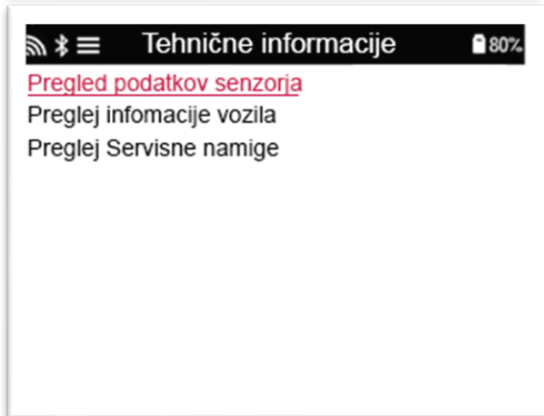 Tehnične informacije 80%
Pregled podatkov senzorja
Preglej infomacije vozila
Preglej Servisne namige